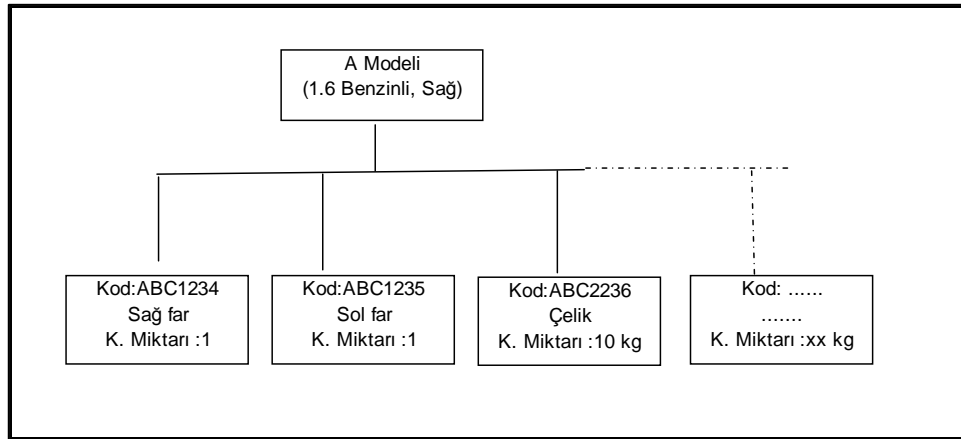 A Modeli
(1.6 Benzinli, Sağ)
Kod:ABC1234
Sağ far
K. Miktarı :1
Kod:ABC1235
Sol far
K. Miktarı :1
Kod:ABC2236
Çelik
K. Miktarı :10 kg
Kod: ......
.......
K. Miktarı :xx kg